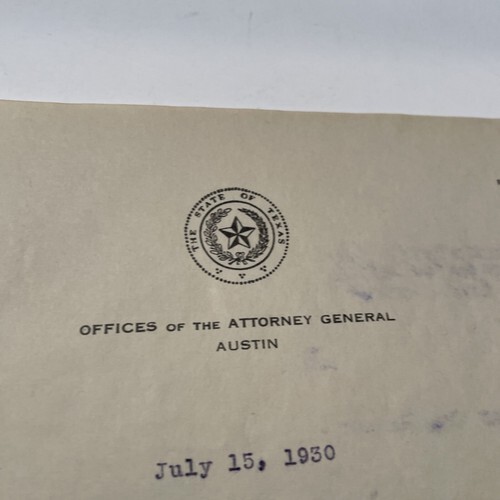 THE STATE OF TEXAS
OFFICES OF THE ATTORNEY GENERAL
AUSTIN
July 15, 1930